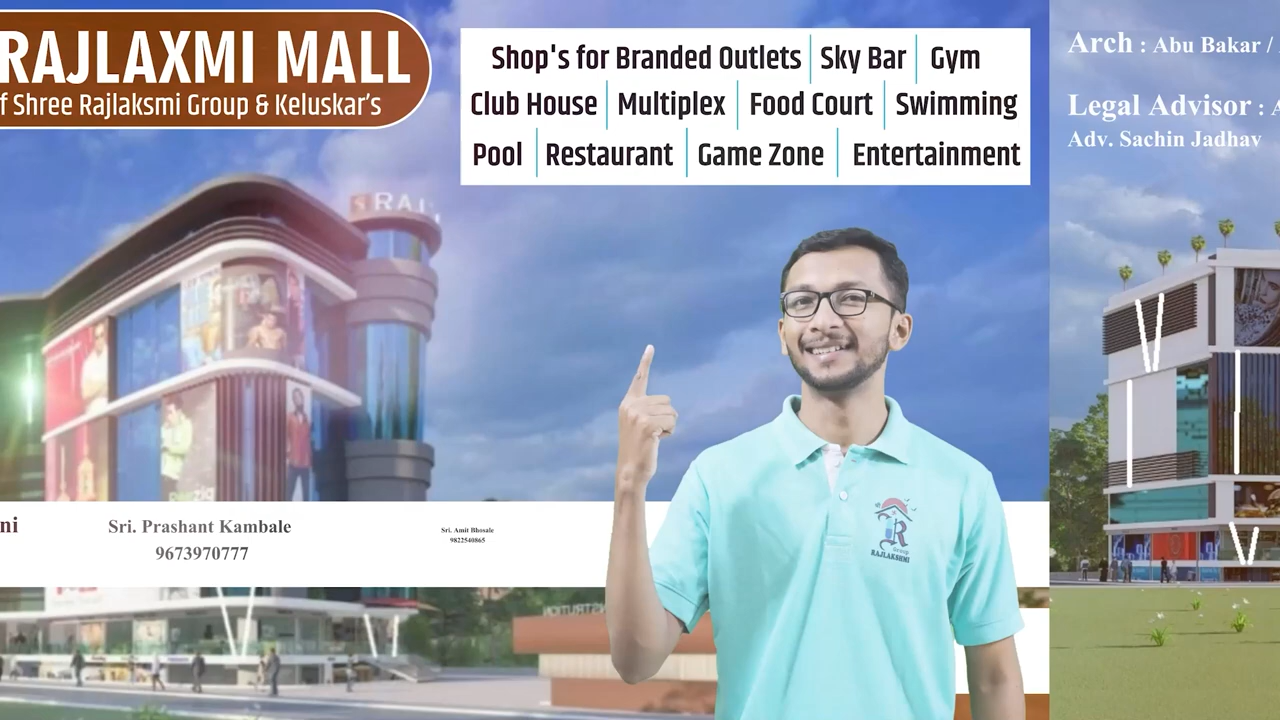 RAJLAXMI MALL
f Shree Rajlaksmi Group & Keluskar's
Shop's for Branded Outlets Sky Bar Gym
Club House Multiplex Food Court Swimming
Pool Restaurant Game Zone Entertainment
Arch : Abu Bakar /
Legal Advisor : A
Adv. Sachin Jadhav
SRAJ
ni
Sri. Prashant Kambale
9673970777
Sri. Amit Bhosale
9822540865
R
Group
RAJLAKSHMI